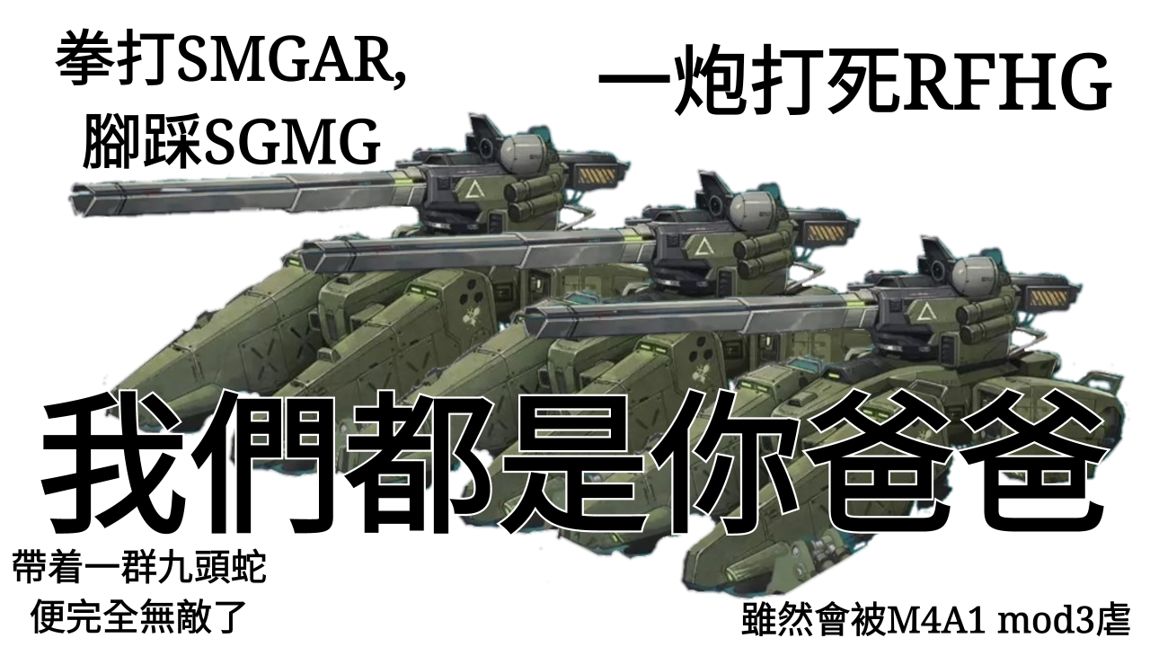 拳打SMGAR,
腳踩SGMG
一炮打死RFHG
我們都是你爸爸
帶着一群九頭蛇
便完全無敵了
雖然會被M4A1 mod3虐